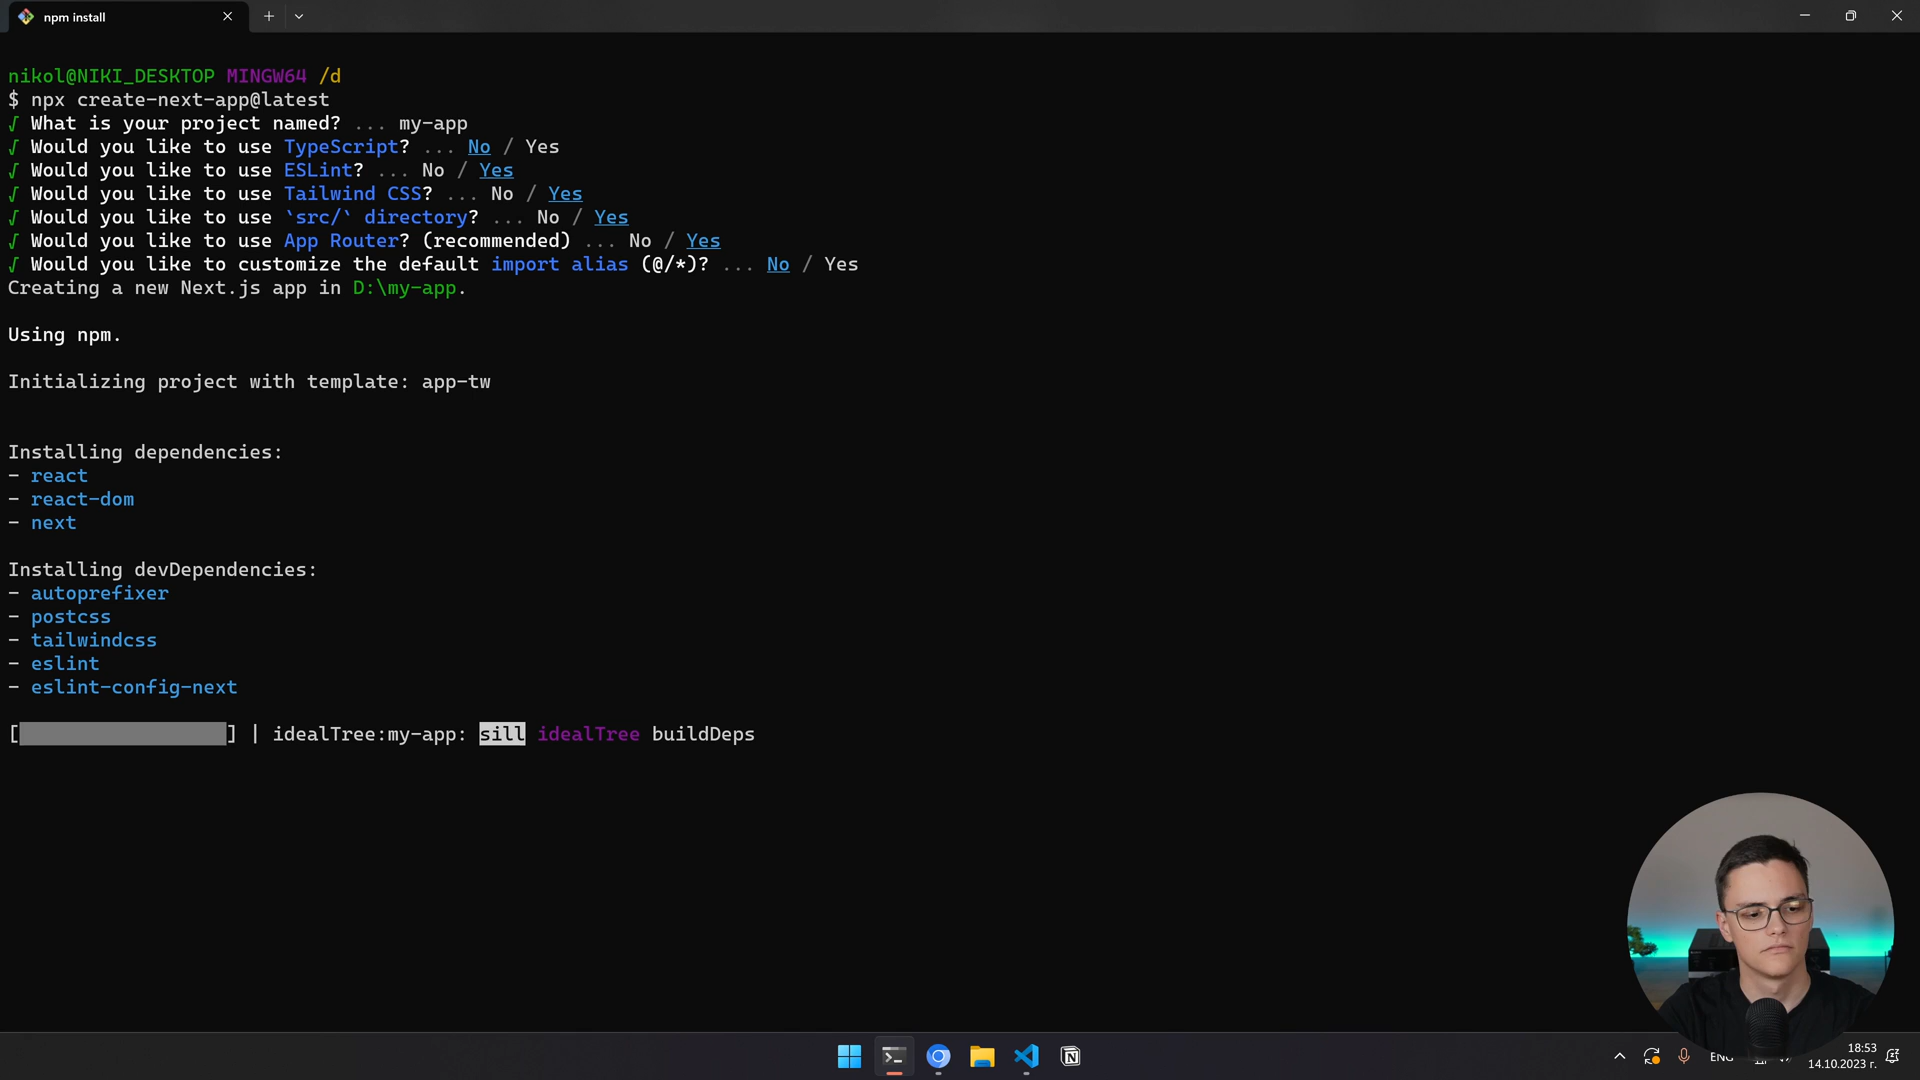 npm install
nikol@NIKI_DESKTOP MINGW64 /d
$ npx create-next-app@latest
√ What is your project named? ... my-app
√ Would you like to use TypeScript? ... No / Yes
√ Would you like to use ESLint? ... No / Yes
√ Would you like to use Tailwind CSS? ... No / Yes
√ Would you like to use `src/` directory? ... No / Yes
√ Would you like to use App Router? (recommended) ... No / Yes
√ Would you like to customize the default import alias (@/*)? ... No / Yes
Creating a new Next.js app in D:\my-app.
Using npm.
Initializing project with template: app-tw
Installing dependencies:
- react
- react-dom
- next
Installing devDependencies:
- autoprefixer
- postcss
- tailwindcss
- eslint
- eslint-config-next
[                  ] | idealTree:my-app: sill idealTree buildDeps
ENG
18:53
14.10.2023 г.